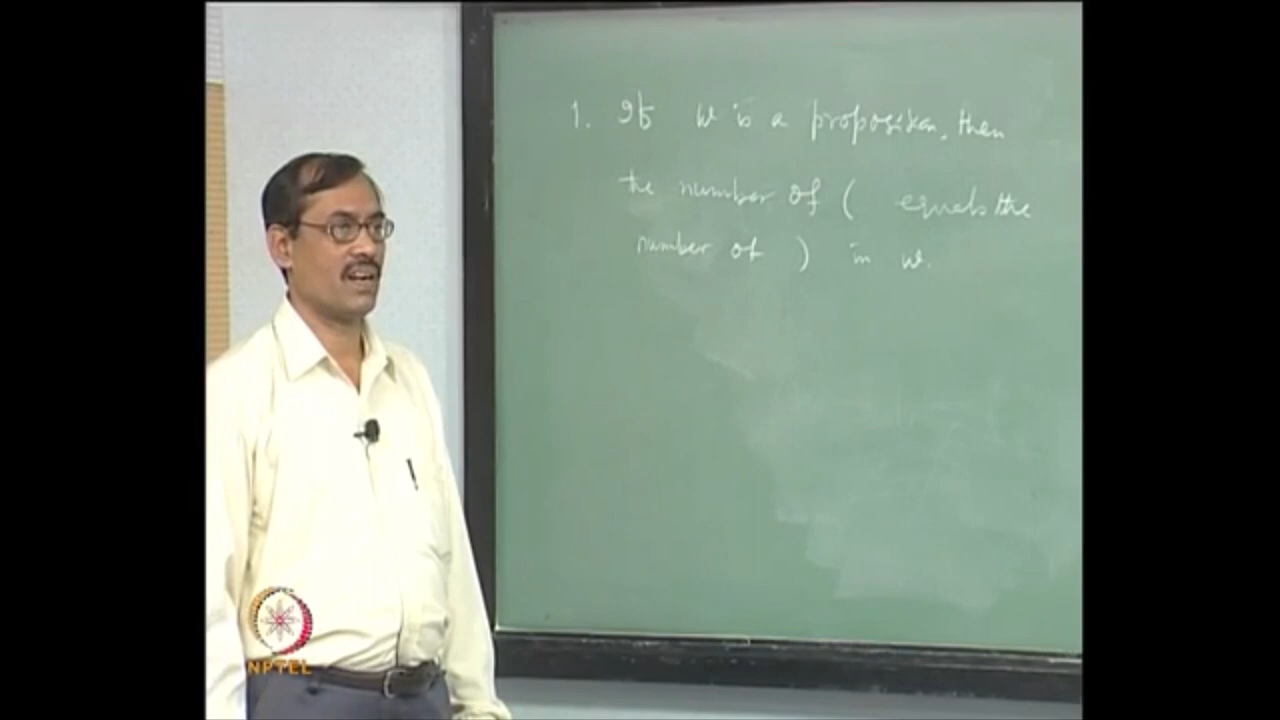 1. If w is a proposition, then
the number of ( equals the
number of ) in w.
NPTEL